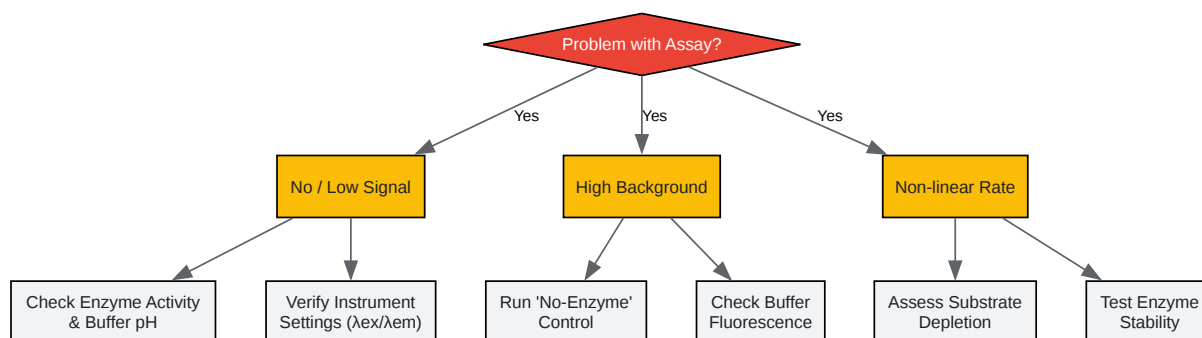 Problem with Assay?
Yes
Yes
Yes
No / Low Signal
High Background
Non-linear Rate
Check Enzyme Activity
& Buffer pH
Verify Instrument
Settings (λex/λem)
Run 'No-Enzyme'
Control
Check Buffer
Fluorescence
Assess Substrate
Depletion
Test Enzyme
Stability